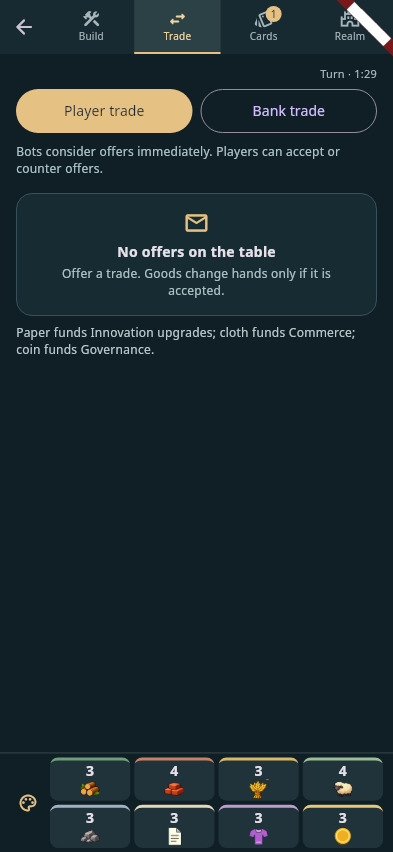 Build
Trade
Cards
1
Realm
Turn · 1:29
Player trade
Bank trade
Bots consider offers immediately. Players can accept or
counter offers.
No offers on the table
Offer a trade. Goods change hands only if it is
accepted.
Paper funds Innovation upgrades; cloth funds Commerce;
coin funds Governance.
3
4
3
4
3
3
3
3